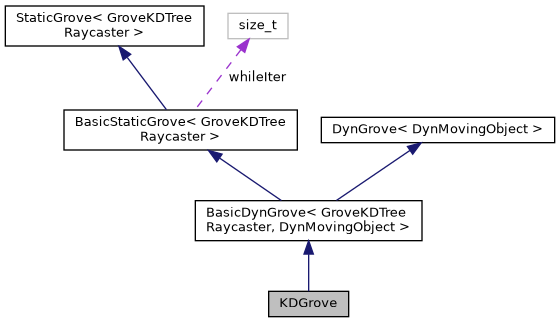 StaticGrove< GroveKDTree
Raycaster >
size_t
whileIter
BasicStaticGrove< GroveKDTree
Raycaster >
DynGrove< DynMovingObject >
BasicDynGrove< GroveKDTree
Raycaster, DynMovingObject >
KDGrove